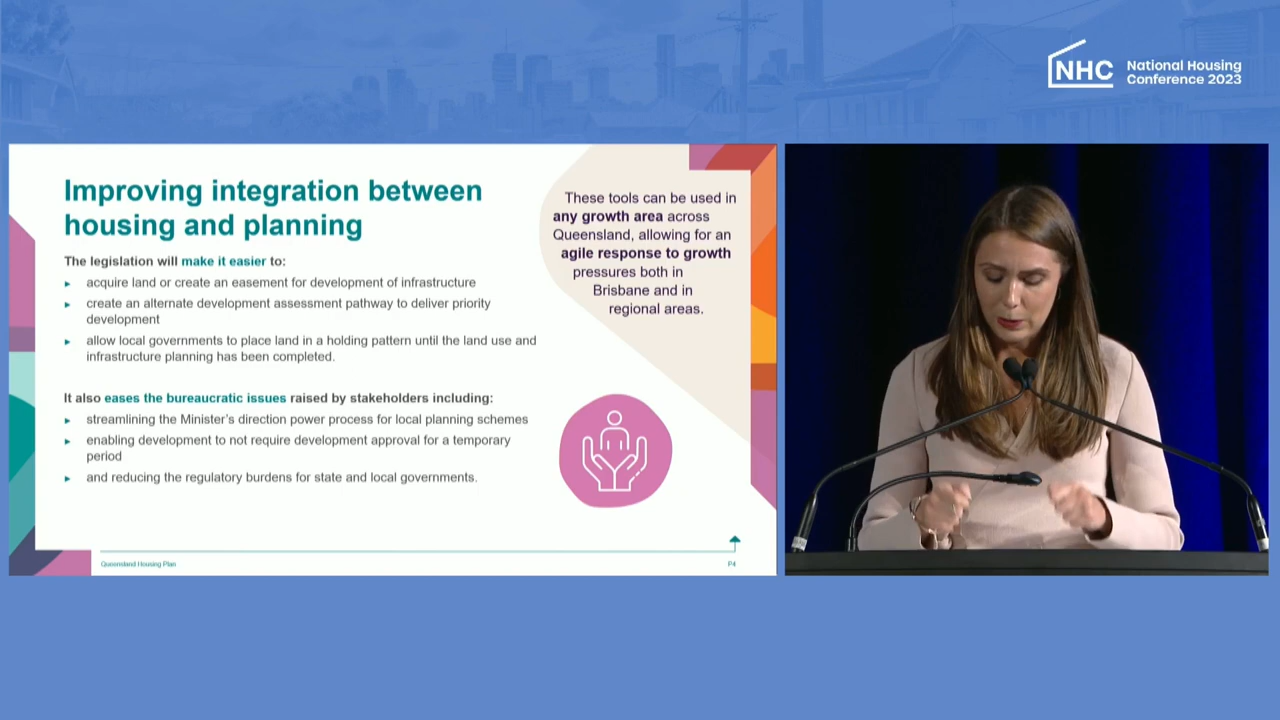 NHC
National Housing
Conference 2023
Improving integration between
housing and planning
The legislation will make it easier to:
acquire land or create an easement for development of infrastructure
create an alternate development assessment pathway to deliver priority
development
allow local governments to place land in a holding pattern until the land use and
infrastructure planning has been completed.
It also eases the bureaucratic issues raised by stakeholders including:
streamlining the Minister’s direction power process for local planning schemes
enabling development to not require development approval for a temporary
period
and reducing the regulatory burdens for state and local governments.
These tools can be used in
any growth area across
Queensland, allowing for an
agile response to growth
pressures both in
Brisbane and in
regional areas.
Queensland Housing Plan
P4